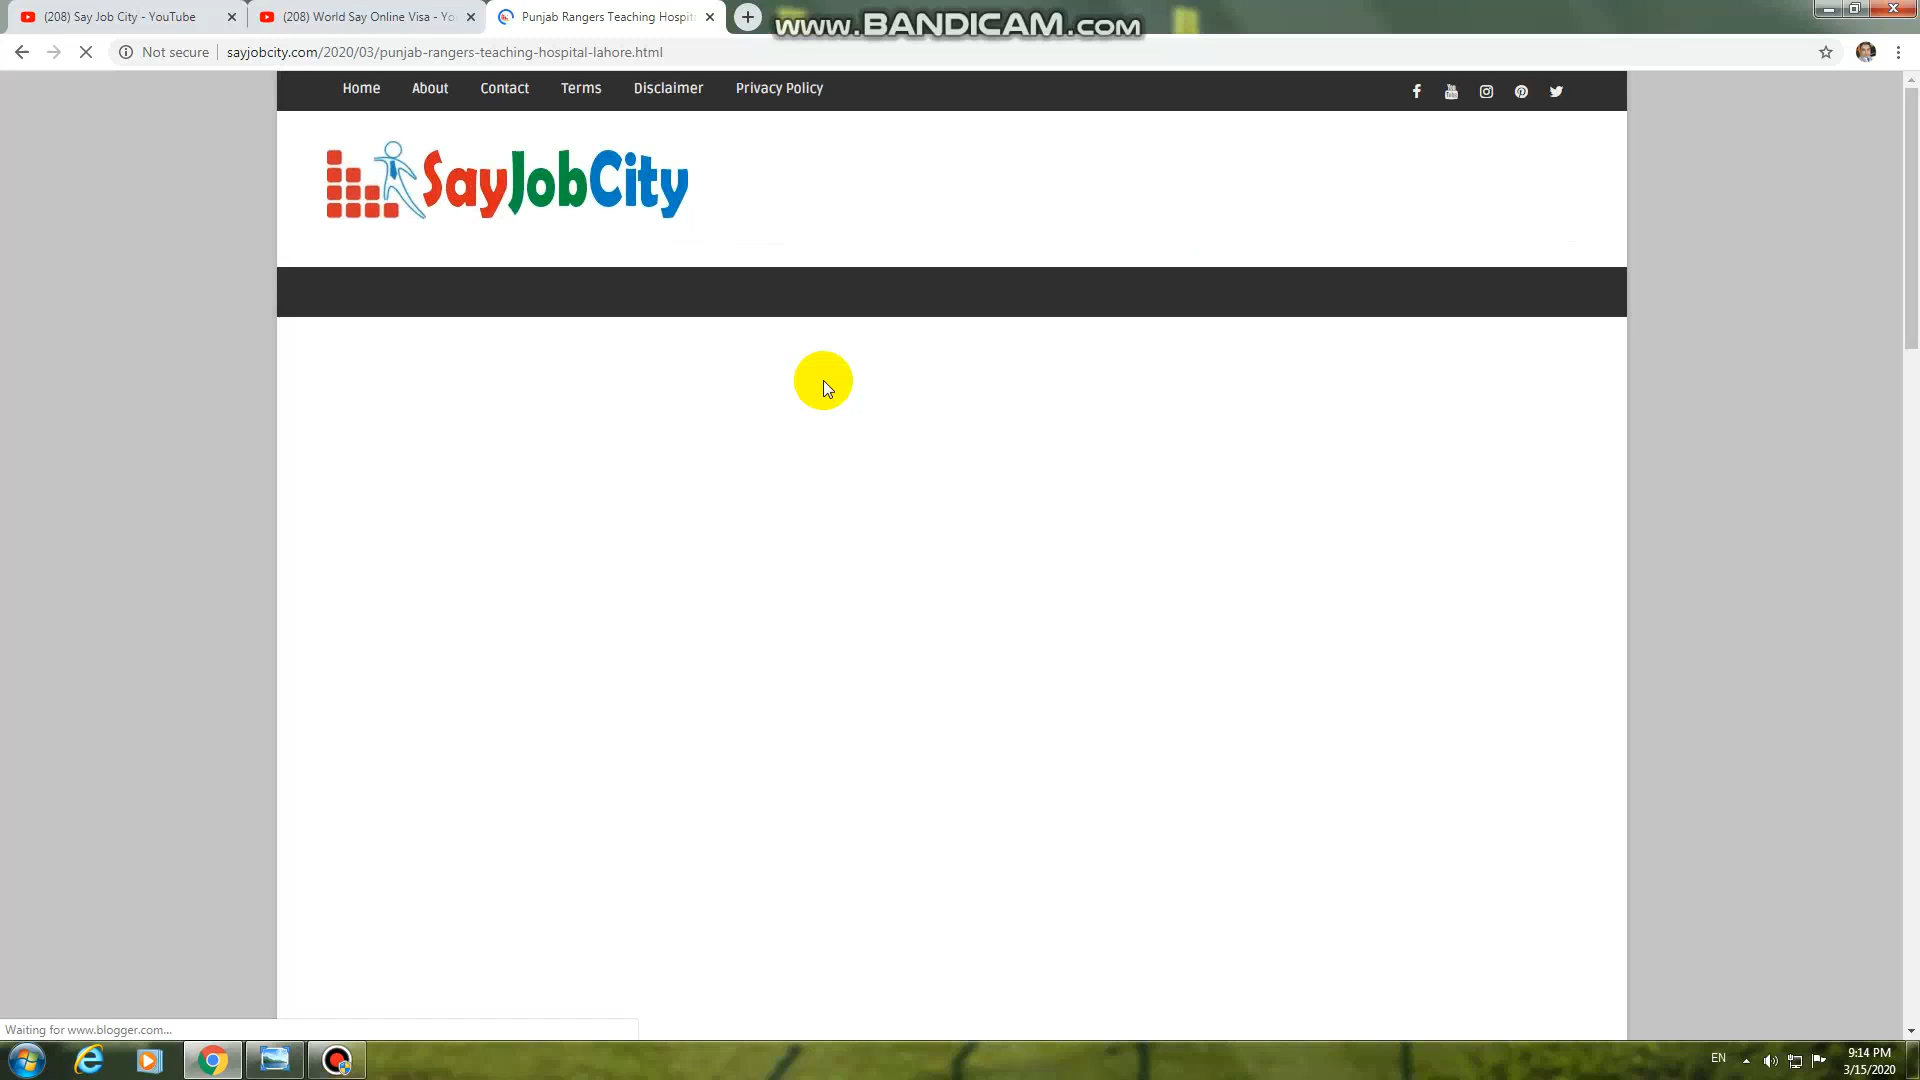 (208) Say Job City - YouTube
(208) World Say Online Visa - Yo
Punjab Rangers Teaching Hospit
www.BANDICAM.com
Not secure
sayjobcity.com/2020/03/punjab-rangers-teaching-hospital-lahore.html
Home About Contact Terms Disclaimer Privacy Policy
You Tube
SayJobCity
Waiting for www.blogger.com...
EN
9:14 PM
3/15/2020